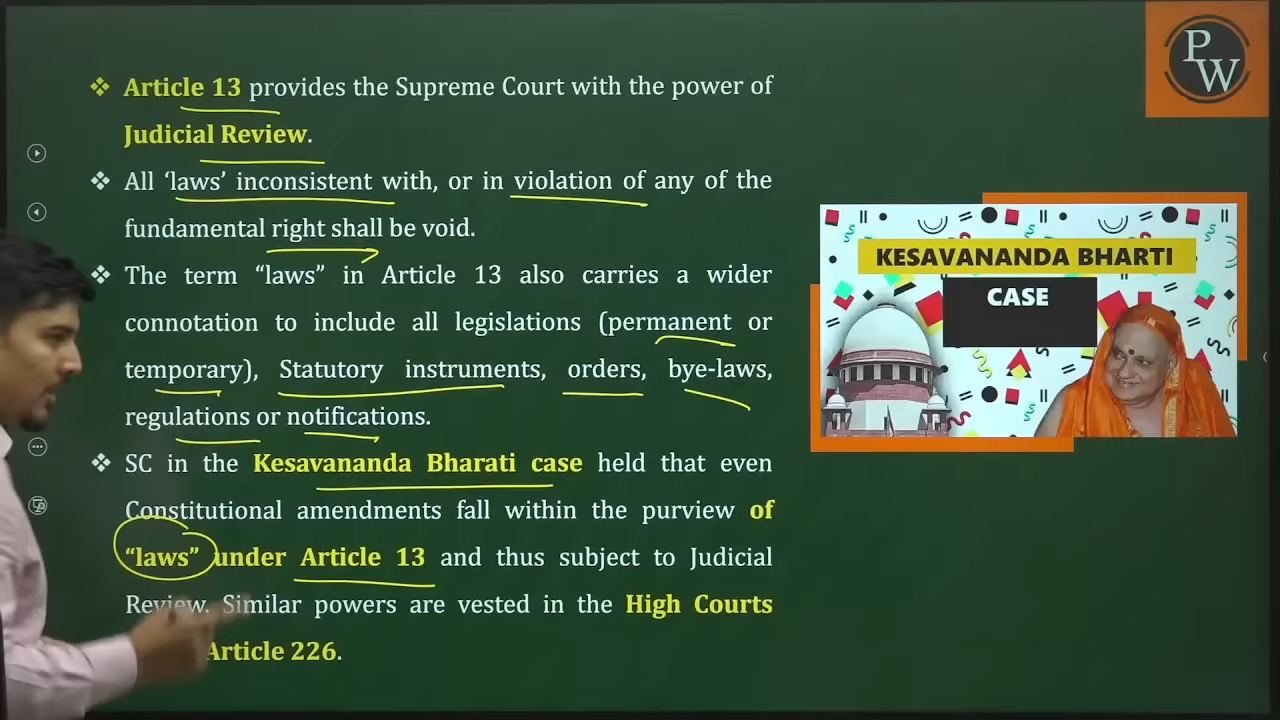 Article 13 provides the Supreme Court with the power of
Judicial Review.
All ‘laws’ inconsistent with, or in violation of any of the
fundamental right shall be void.
The term “laws” in Article 13 also carries a wider
connotation to include all legislations (permanent or
temporary), Statutory instruments, orders, bye-laws,
regulations or notifications.
SC in the Kesavananda Bharati case held that even
Constitutional amendments fall within the purview of
“laws” under Article 13 and thus subject to Judicial
Review. Similar powers are vested in the High Courts
Article 226.
PW
KESAVANANDA BHARTI
CASE